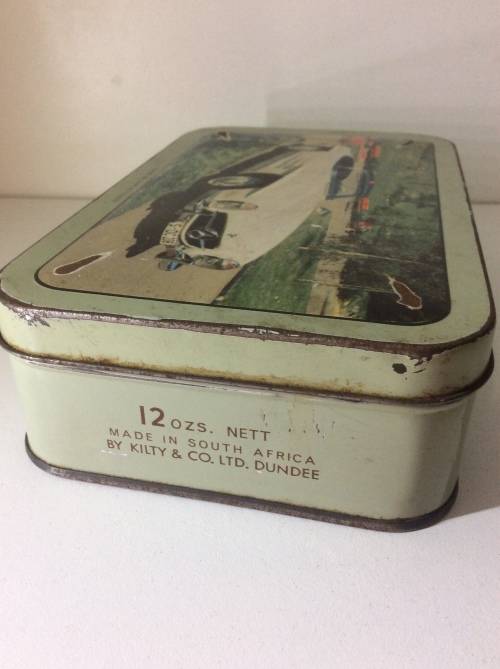 12 OZS. NETT
MADE IN SOUTH AFRICA
BY KILTY & CO. LTD. DUNDEE